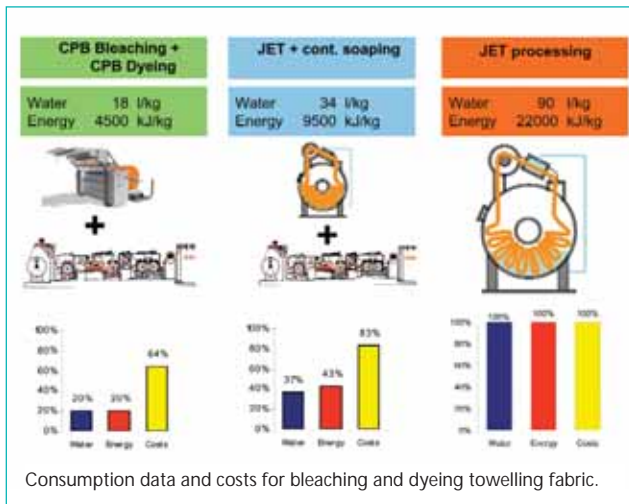 CPB Bleaching +
CPB Dyeing
Water 18 l/kg
Energy 4500 kJ/kg
+
100%
80%
60%
40%
20%
0%
20%
20%
64%
Water Energy Costs
JET + cont. soaping
Water 34 l/kg
Energy 9500 kJ/kg
+
100%
80%
60%
40%
20%
0%
37%
43%
83%
Water Energy Costs
JET processing
Water 90 l/kg
Energy 22000 kJ/kg
100%
80%
60%
40%
20%
0%
100% 100% 100%
Water Energy Costs
Consumption data and costs for bleaching and dyeing towelling fabric.